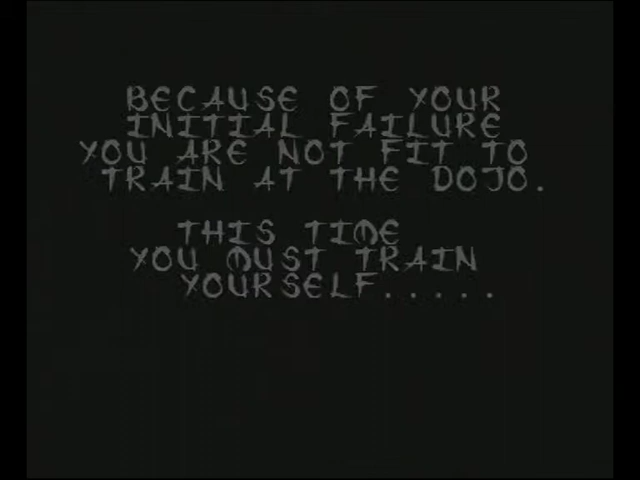 BECAUSE OF YOUR
INITIAL FAILURE
YOU ARE NOT FIT TO
TRAIN AT THE DOJO.
THIS TIME
YOU MUST TRAIN
YOURSELF.....